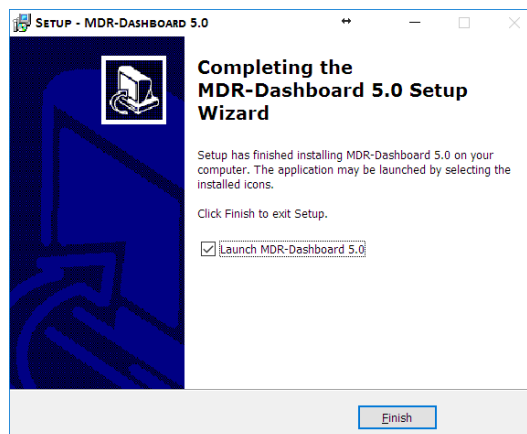 SETUP - MDR-DASHBOARD 5.0
Completing the
MDR-Dashboard 5.0 Setup
Wizard
Setup has finished installing MDR-Dashboard 5.0 on your
computer. The application may be launched by selecting the
installed icons.
Click Finish to exit Setup.
Launch MDR-Dashboard 5.0
Finish